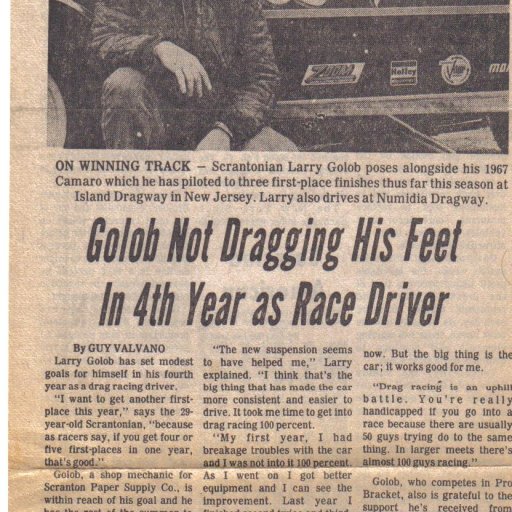 Holley
ON WINNING TRACK — Scrantonian Larry Golob poses alongside his 1967
Camaro which he has piloted to three first-place finishes thus far this season at
Island Dragway in New Jersey. Larry also drives at Numidia Dragway.
Golob Not Dragging His Feet
In 4th Year as Race Driver
By GUY VALVANO
Larry Golob has set modest
goals for himself in his fourth
year as a drag racing driver.
"I want to get another first-
place this year," says the 29-
year-old Scrantonian, "because
as racers say, if you get four or
five first-places in one year,
that's good."
Golob, a shop mechanic for
Scranton Paper Supply Co., is
within reach of his goal and he
has the rest of the summer to
"The new suspension seems
to have helped me," Larry
explained. "I think that's the
big thing that has made the car
more consistent and easier to
drive. It took me time to get into
drag racing 100 percent.
"My first year, I had
breakage troubles with the car
and I was not into it 100 percent.
As I went on I got better
equipment and I can see the
improvement. Last year I
now. But the big thing is the
car; it works good for me.
"Drag racing is an uphill
battle. You're really
handicapped if you go into a
race because there are usually
50 guys trying do to the same
thing. In larger meets there's
almost 100 guys racing."
Golob, who competes in Pro
Bracket, also is grateful to the
support he's received from